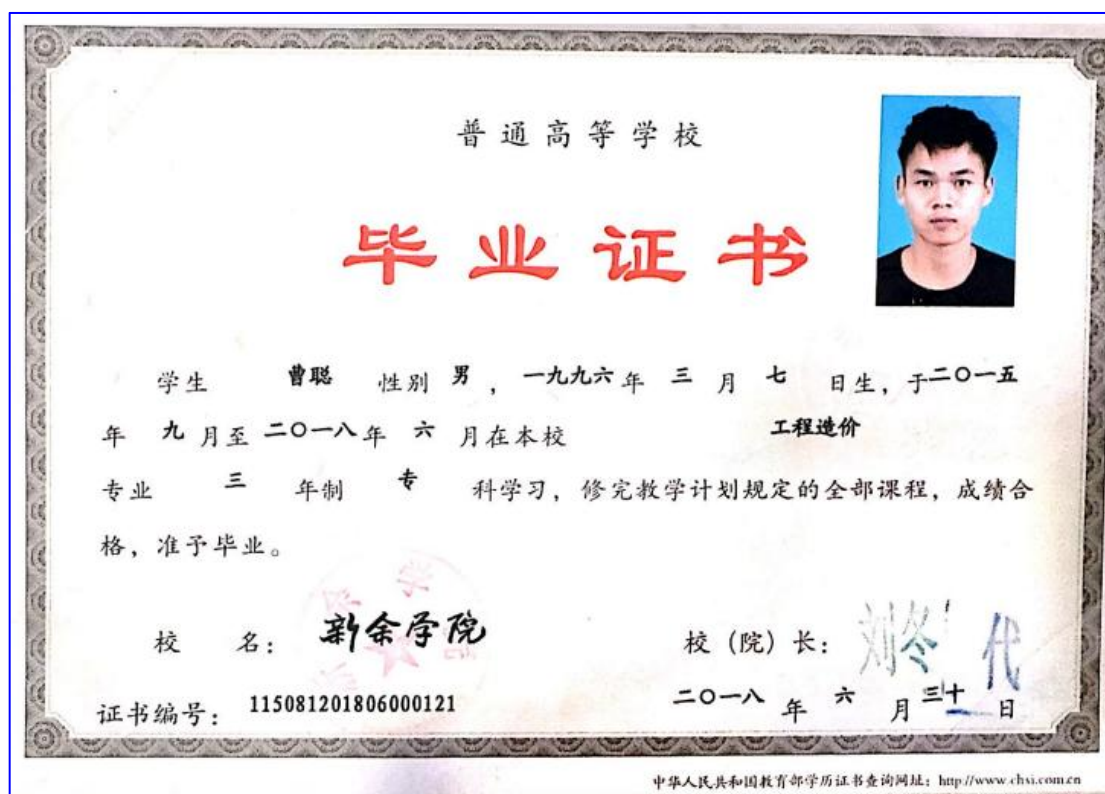 普通高等学校
毕业证书
学生 曹聪 性别 男，一九九六年 三 月 七 日生，于二〇一五
年 九 月至 二〇一八年 六 月在本校 工程造价
专业 三 年制 专 科学习，修完教学计划规定的全部课程，成绩合
格，准予毕业。
校 名：新余学院 校（院）长：刘冬 代
证书编号：115081201806000121 二〇一八 年 六 月 三十 日
中华人民共和国教育部学历证书查询网址：http://www.chsi.com.cn